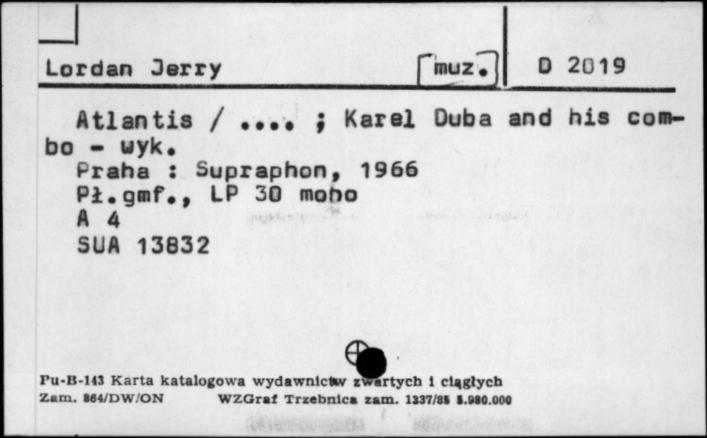 Lordan Jerry [muz.] D 2019
Atlantis / .... ; Karel Duba and his com-
bo - wyk.
Praha : Supraphon, 1966
Pł.gmf., LP 30 mono
A 4
SUA 13832
Pu-B-143 Karta katalogowa wydawnictw zwartych i ciągłych
Zam. 864/DW/ON WZGraf Trzebnica zam. 1337/85 5.980.000